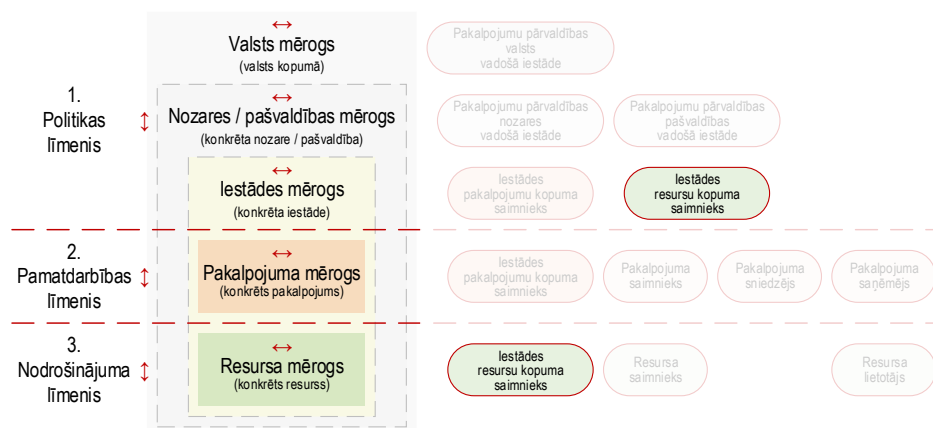 Valsts mērogs
(valsts kopumā)
Pakalpojumu pārvaldības
valsts
vadošā iestāde
1.
Politikas
līmenis
Nozares / pašvaldības mērogs
(konkrēta nozare / pašvaldība)
Pakalpojumu pārvaldības
nozares
vadošā iestāde
Pakalpojumu pārvaldības
pašvaldības
vadošā iestāde
Iestādes mērogs
(konkrēta iestāde)
Iestādes
pakalpojumu kopuma
saimnieks
Iestādes
resursu kopuma
saimnieks
2.
Pamatdarbības
līmenis
Pakalpojuma mērogs
(konkrēts pakalpojums)
Iestādes
pakalpojumu kopuma
saimnieks
Pakalpojuma
saimnieks
Pakalpojuma
sniedzējs
Pakalpojuma
saņēmējs
3.
Nodrošinājuma
līmenis
Resursa mērogs
(konkrēts resurss)
Iestādes
resursu kopuma
saimnieks
Resursa
saimnieks
Resursa
lietotājs